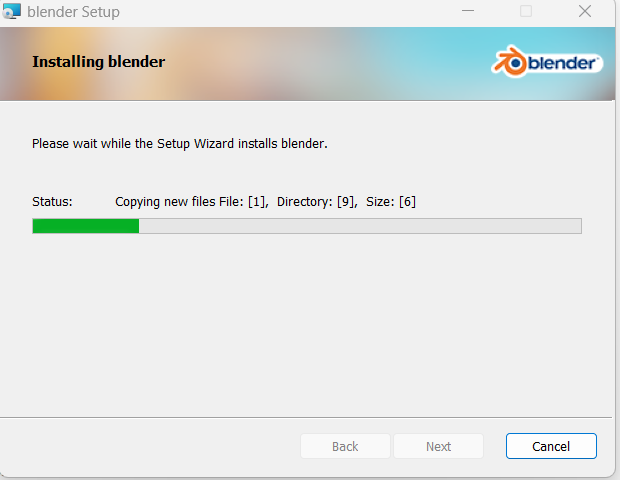 blender Setup
Installing blender
blender
Please wait while the Setup Wizard installs blender.
Status: Copying new files File: [1], Directory: [9], Size: [6]
Back Next Cancel